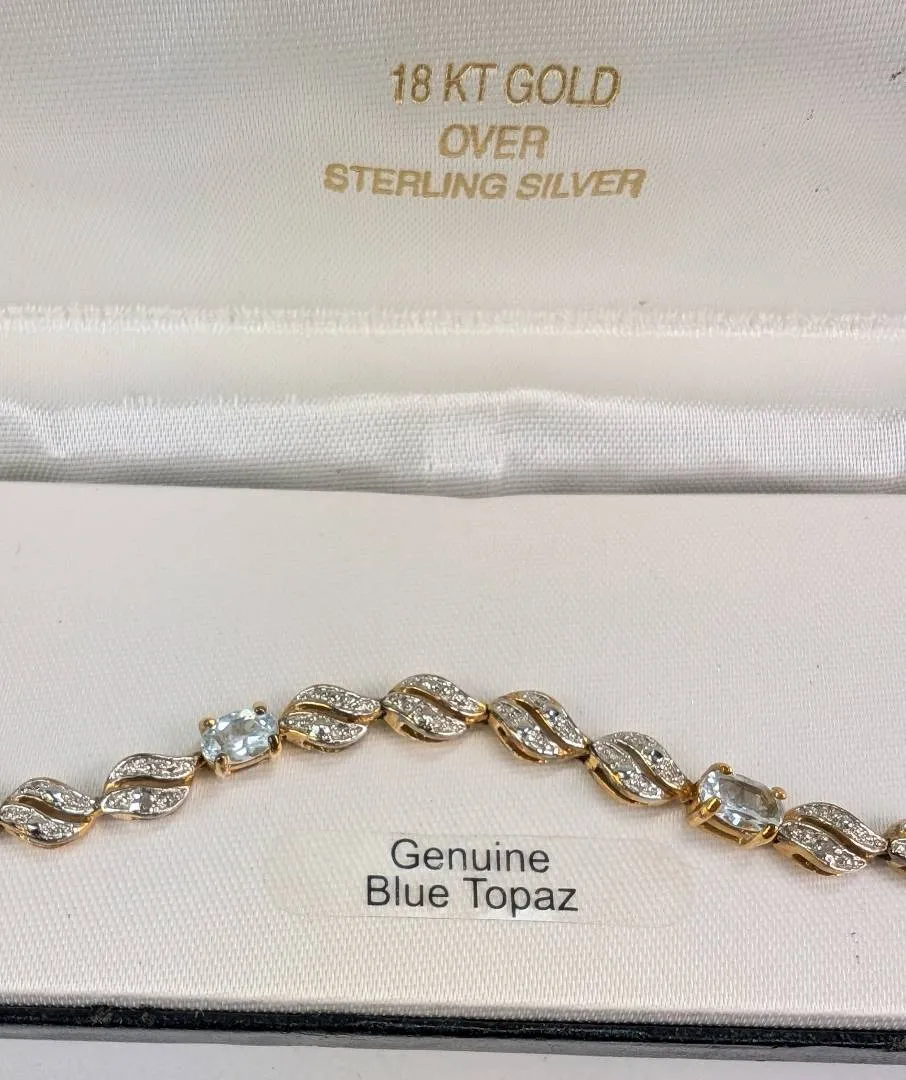 18 KT GOLD
OVER
STERLING SILVER
Genuine
Blue Topaz